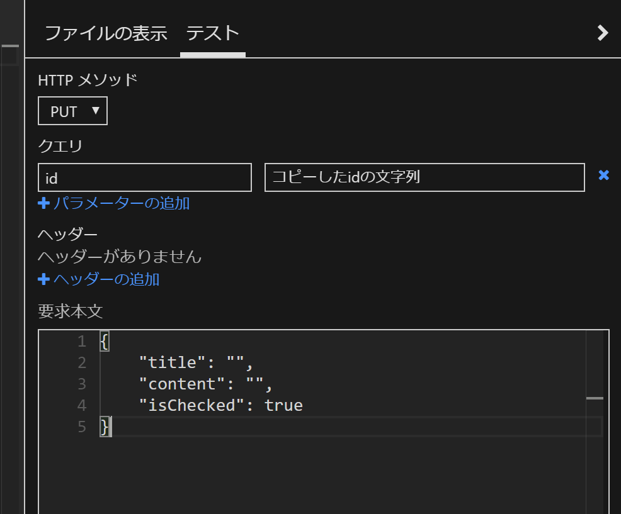 ファイルの表示 テスト
HTTP メソッド
PUT
クエリ
id コピーしたidの文字列
パラメーターの追加
ヘッダー
ヘッダーがありません
ヘッダーの追加
要求本文
1 {
2 "title": "",
3 "content": "",
4 "isChecked": true
5 }